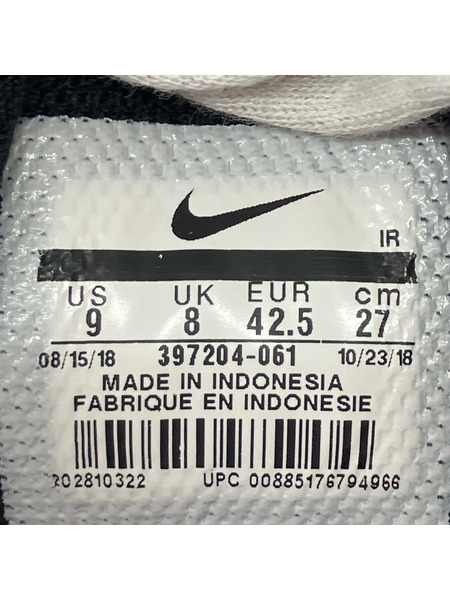 IR
US UK EUR cm
9 8 42.5 27
08/15/18 397204-061 10/23/18
MADE IN INDONESIA
FABRIQUE EN INDONESIE
202810322 UPC 00885176794966